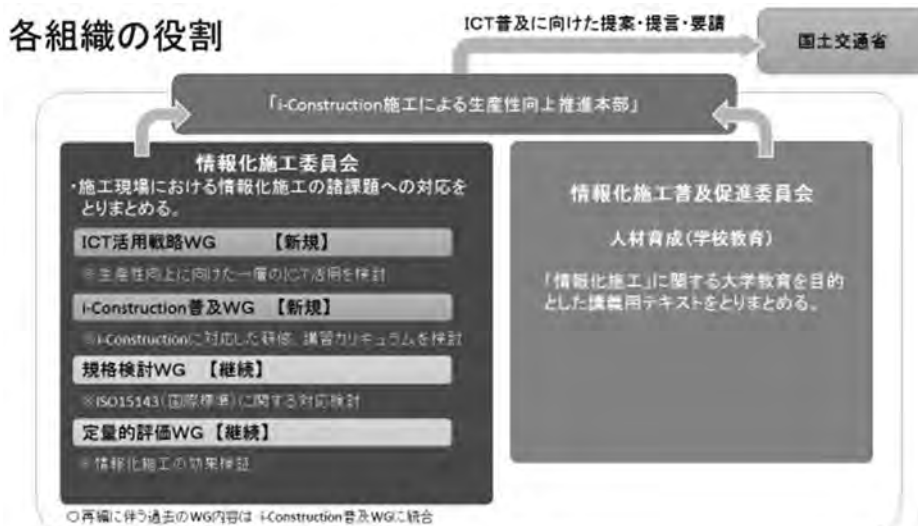 各組織の役割
ICT普及に向けた提案・提言・要請
国土交通省
「i-Construction施工による生産性向上推進本部」
情報化施工委員会
・施工現場における情報化施工の諸課題への対応を
とりまとめる。
ICT活用戦略WG 【新規】
※生産性向上に向けた一層のICT活用を検討
i-Construction普及WG 【新規】
※i-Constructionに対応した研修、講習カリキュラムを検討
規格検討WG 【継続】
※ISO15143(国際標準)に関する対応検討
定量的評価WG 【継続】
※情報化施工の効果検証
○再編に伴う過去のWG内容は i-Construction普及WGに統合
情報化施工普及促進委員会
人材育成(学校教育)
「情報化施工」に関する大学教育を目的
とした講義用テキストをとりまとめる。